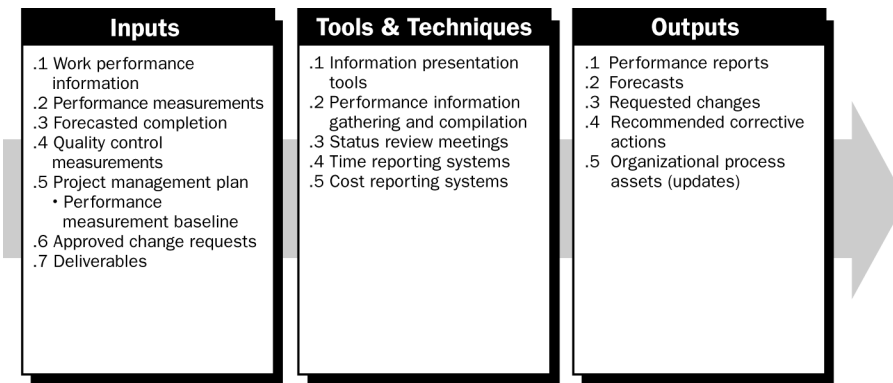 Inputs
.1 Work performance
information
.2 Performance measurements
.3 Forecasted completion
.4 Quality control
measurements
.5 Project management plan
• Performance
measurement baseline
.6 Approved change requests
.7 Deliverables
Tools & Techniques
.1 Information presentation
tools
.2 Performance information
gathering and compilation
.3 Status review meetings
.4 Time reporting systems
.5 Cost reporting systems
Outputs
.1 Performance reports
.2 Forecasts
.3 Requested changes
.4 Recommended corrective
actions
.5 Organizational process
assets (updates)